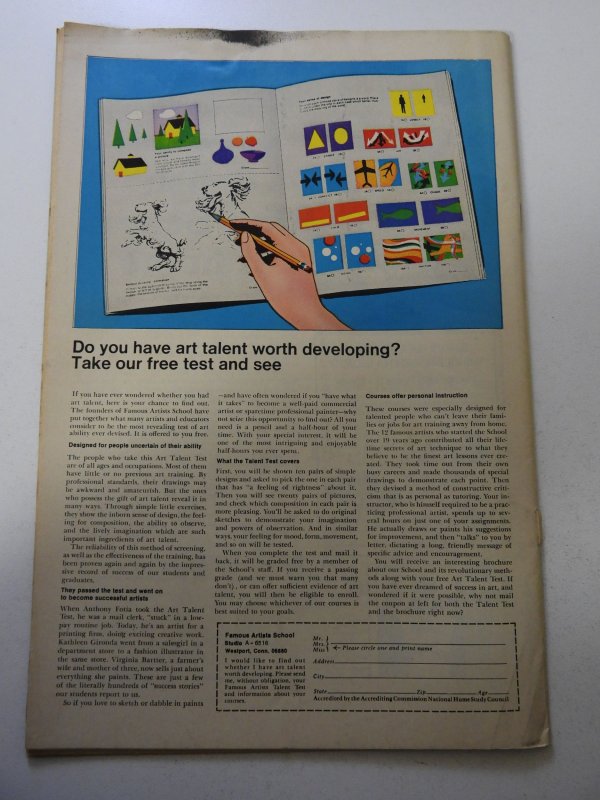 Do you have art talent worth developing?
Take our free test and see
If you have ever wondered whether you had
art talent, here is your chance to find out.
The founders of Famous Artists School have
put together what many artists and educators
consider to be the most revealing test of art
ability ever devised. It is offered to you free.
Designed for people uncertain of their ability
The people who take this Art Talent Test
are of all ages and occupations. Most of them
have little or no previous art training. By
professional standards, their drawings may
be awkward and amateurish. But the ones
who possess the gift of art talent reveal it in
many ways. Through simple little exercises,
they show the inborn sense of design, the feel-
ing for composition, the ability to observe,
and the lively imagination which are such
important ingredients of art talent.
The reliability of this method of screening,
as well as the effectiveness of the training, has
been proven again and again by the impres-
sive record of success of our students and
graduates.
They passed the test and went on
to become successful artists
When Anthony Fotia took the Art Talent
Test, he was a mail clerk, "stuck" in a low-
pay routine job. Today, he's an artist for a
printing firm, doing exciting creative work.
Kathleen Gironda went from a salesgirl in a
department store to a fashion illustrator in
the same store. Virginia Bartter, a farmer's
wife and mother of three, now sells just about
everything she paints. These are just a few
of the literally hundreds of "success stories"
our students report to us.
So if you love to sketch or dabble in paints
—and have often wondered if you "have what
it takes" to become a well-paid commercial
artist or sparetime professional painter—why
not seize this opportunity to find out? All you
need is a pencil and a half-hour of your
time. With your special interest, it will be
one of the most intriguing and enjoyable
half-hours you ever spent.
What the Talent Test covers
First, you will be shown ten pairs of simple
designs and asked to pick the one in each pair
that has "a feeling of rightness" about it.
Then you will see twenty pairs of pictures,
and check which composition in each pair is
more pleasing. You'll be asked to do original
sketches to demonstrate your imagination
and powers of observation. And in similar
ways, your feeling for mood, form, movement,
and so on will be tested.
When you complete the test and mail it
back, it will be graded free by a member of
the School's staff. If you receive a passing
grade (and we must warn you that many
don't), or can offer sufficient evidence of art
talent, you will then be eligible to enroll.
You may choose whichever of our courses is
best suited to your goals.
Courses offer personal instruction
These courses were especially designed for
talented people who can't leave their fami-
lies or jobs for art training away from home.
The 12 famous artists who started the School
over 19 years ago contributed all their life-
time secrets of art technique to what they
believe to be the finest art lessons ever cre-
ated. They took time out from their own
busy careers and made thousands of special
drawings to demonstrate each point. Then
they devised a method of constructive criti-
cism that is as personal as tutoring. Your in-
structor, who is himself required to be a prac-
ticing professional artist, spends up to sev-
eral hours on just one of your assignments.
He actually draws or paints his suggestions
for improvement, and then "talks" to you by
letter, dictating a long, friendly message of
specific advice and encouragement.
You will receive an interesting brochure
about our School and its revolutionary meth-
ods along with your free Art Talent Test. If
you have ever dreamed of success in art, and
wondered if it were possible, why not mail
the coupon at left for both the Talent Test
and the brochure right now?
Famous Artists School
Studio A-6516
Westport, Conn. 06880
I would like to find out
whether I have art talent
worth developing. Please send
me, without obligation, your
Famous Artists Talent Test
and information about your
courses.
Mr.
Mrs.
Miss ← Please circle one and print name
Address
City
State Zip Age
Accredited by the Accrediting Commission National Home Study Council